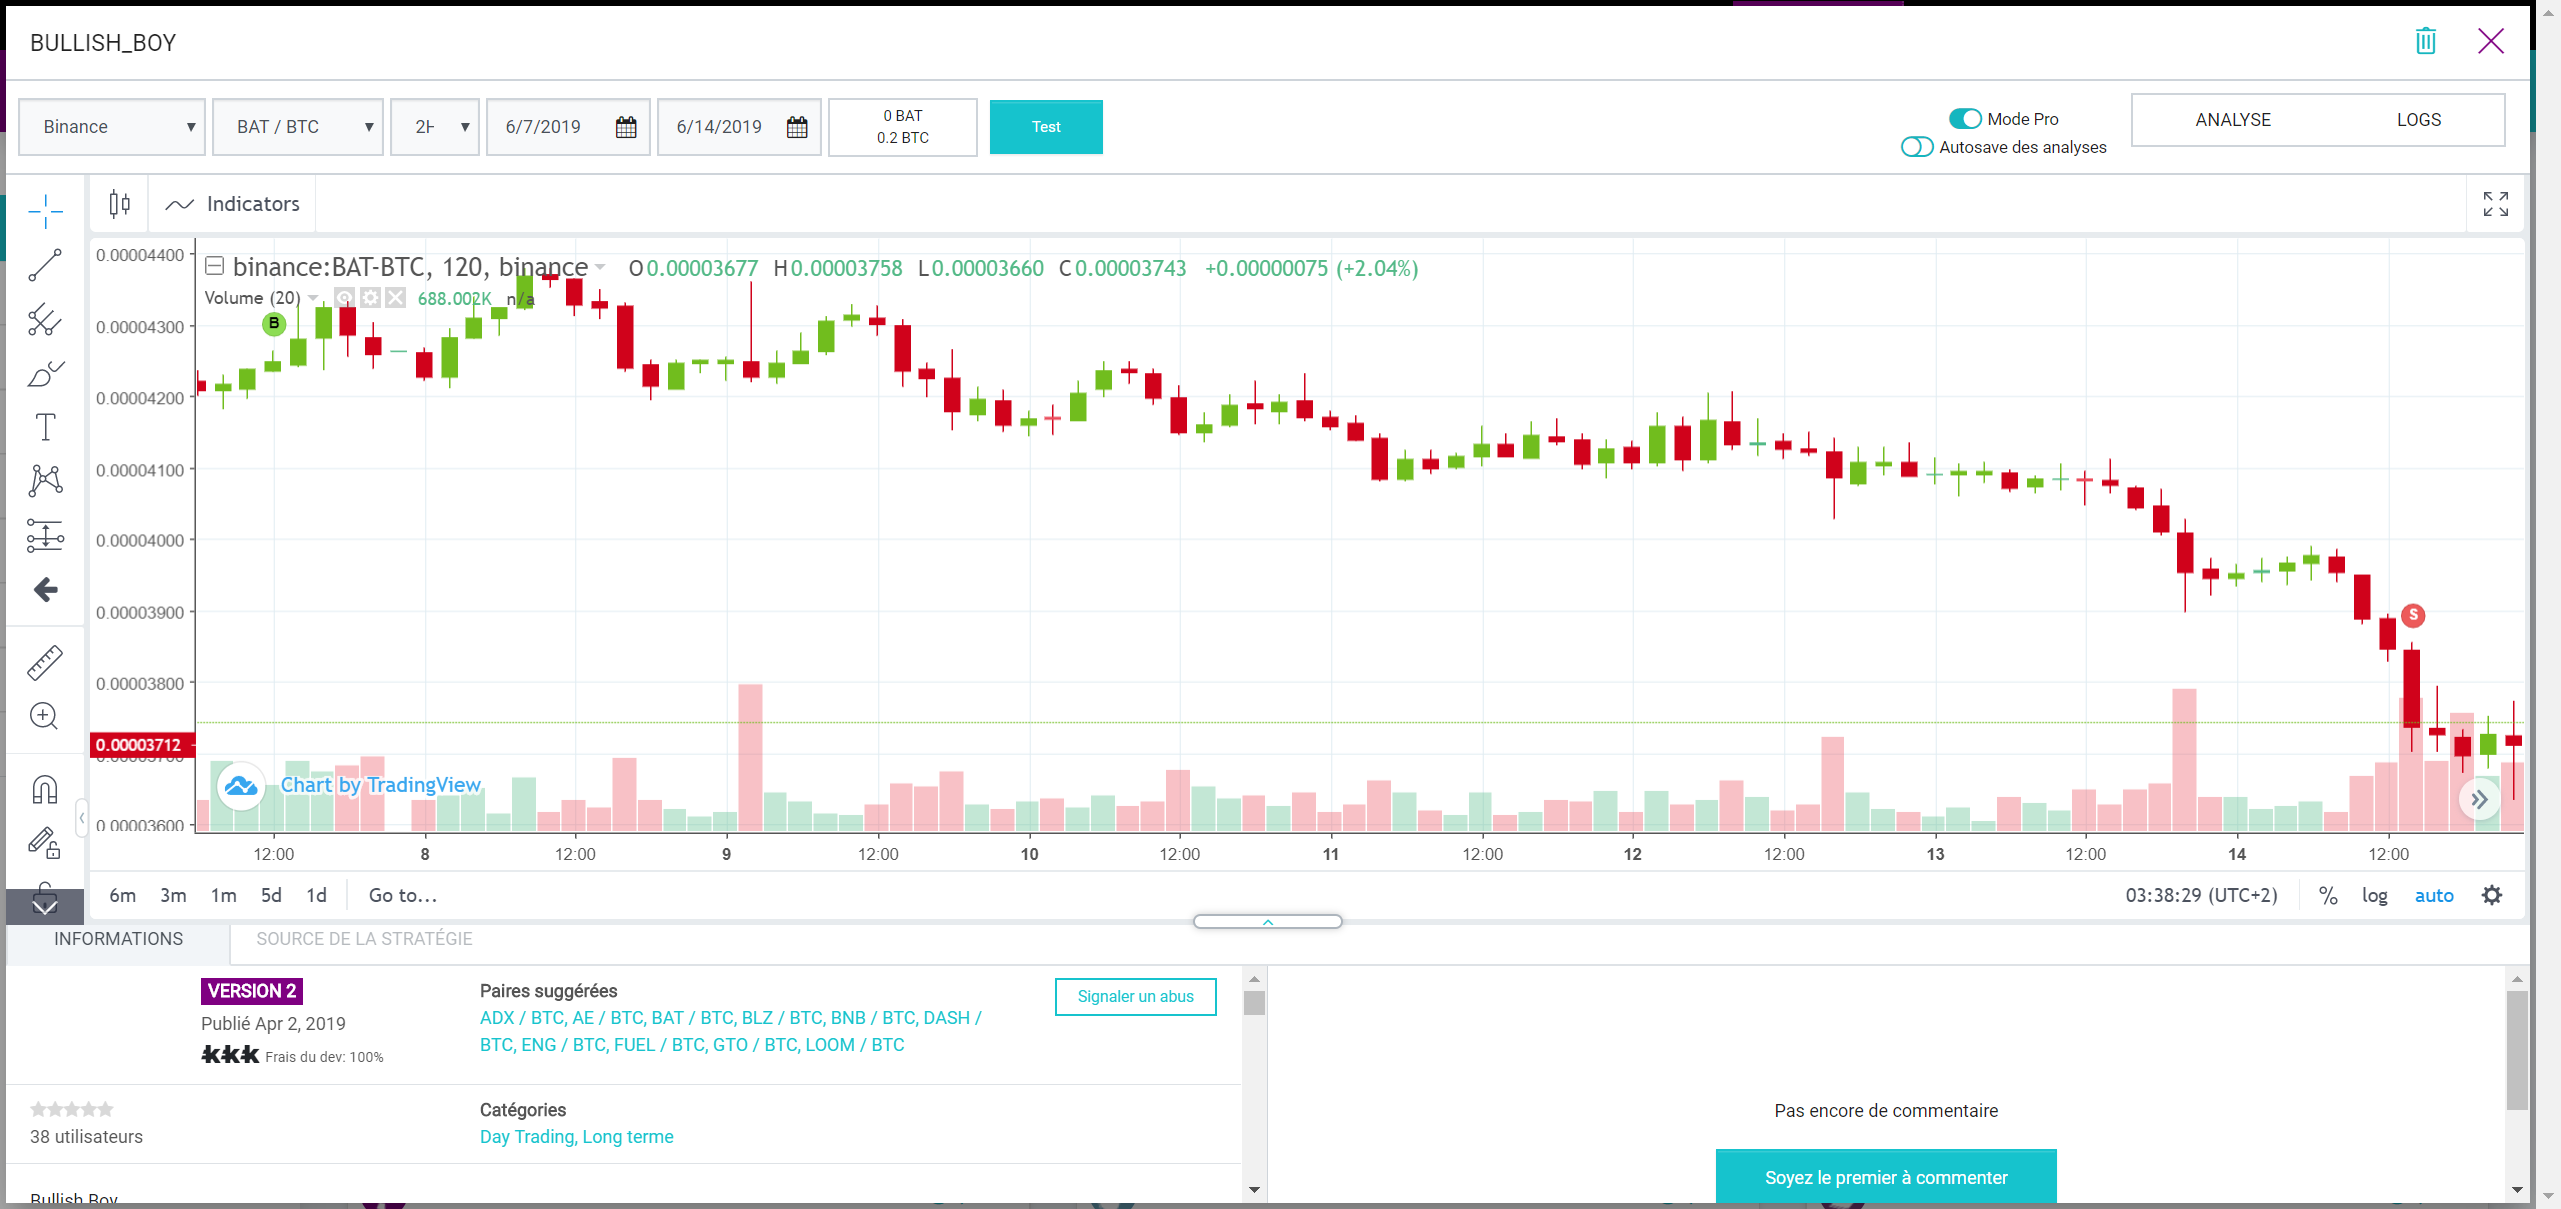 BULLISH_BOY
Binance
BAT / BTC
2H
6/7/2019
6/14/2019
0 BAT
0.2 BTC
Test
Mode Pro
Autosave des analyses
ANALYSE
LOGS
Indicators
binance:BAT-BTC, 120, binance
O0.00003677 H0.00003758 L0.00003660 C0.00003743 +0.00000075 (+2.04%)
Volume (20)
688.002K n/a
0.00004400
0.00004300
0.00004200
0.00004100
0.00004000
0.00003900
0.00003800
0.00003712
0.00003700
0.00003600
B
S
Chart by TradingView
12:00 8 12:00 9 12:00 10 12:00 11 12:00 12 12:00 13 12:00 14 12:00
6m 3m 1m 5d 1d Go to...
03:38:29 (UTC+2) % log auto
INFORMATIONS
SOURCE DE LA STRATÉGIE
VERSION 2
Publié Apr 2, 2019
Frais du dev: 100%
Paires suggérées
ADX / BTC, AE / BTC, BAT / BTC, BLZ / BTC, BNB / BTC, DASH /
BTC, ENG / BTC, FUEL / BTC, GTO / BTC, LOOM / BTC
Signaler un abus
38 utilisateurs
Catégories
Day Trading, Long terme
Bullish Boy
Pas encore de commentaire
Soyez le premier à commenter